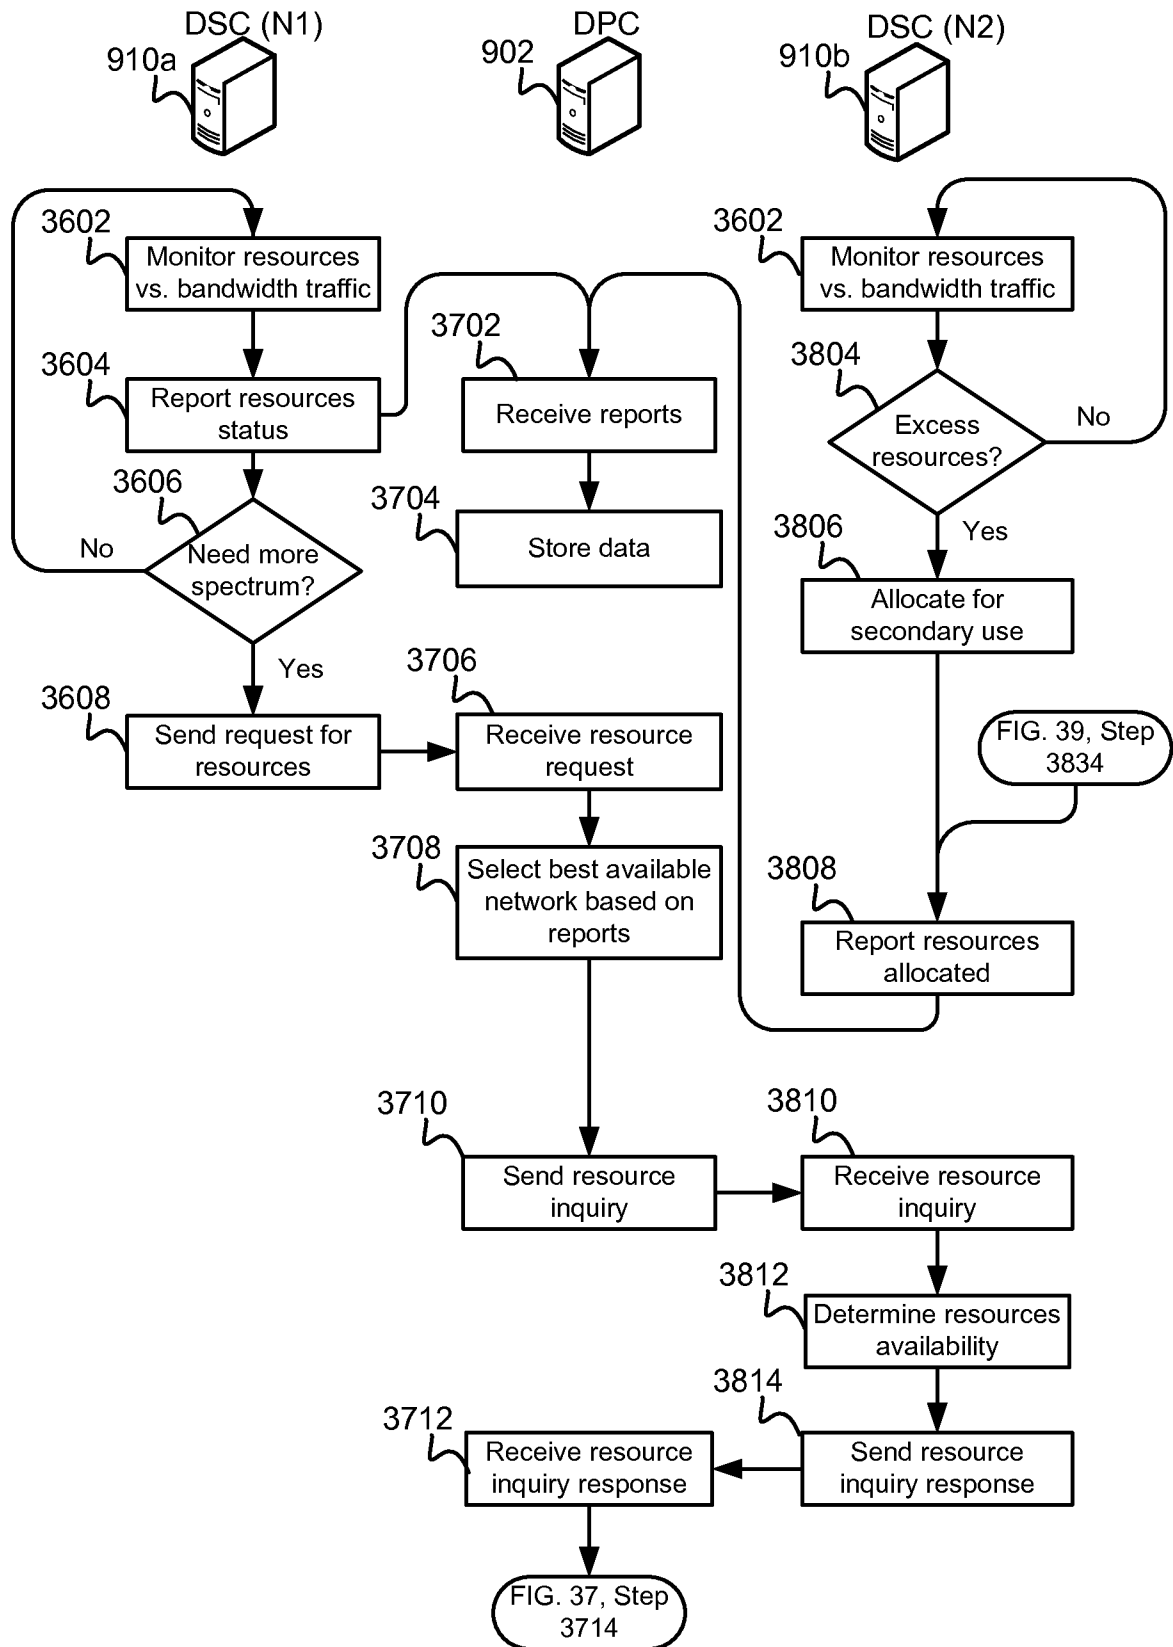 DSC (N1)
DPC
DSC (N2)
910a
902
910b
3602
Monitor resources
vs. bandwidth traffic
3602
Monitor resources
vs. bandwidth traffic
3604
Report resources
status
3702
Receive reports
3804
Excess
resources?
No
3606
Need more
spectrum?
No
Yes
3704
Store data
Yes
3806
Allocate for
secondary use
3608
Send request for
resources
3706
Receive resource
request
FIG. 39, Step
3834
3708
Select best available
network based on
reports
3808
Report resources
allocated
3710
Send resource
inquiry
3810
Receive resource
inquiry
3812
Determine resources
availability
3814
Send resource
inquiry response
3712
Receive resource
inquiry response
FIG. 37, Step
3714